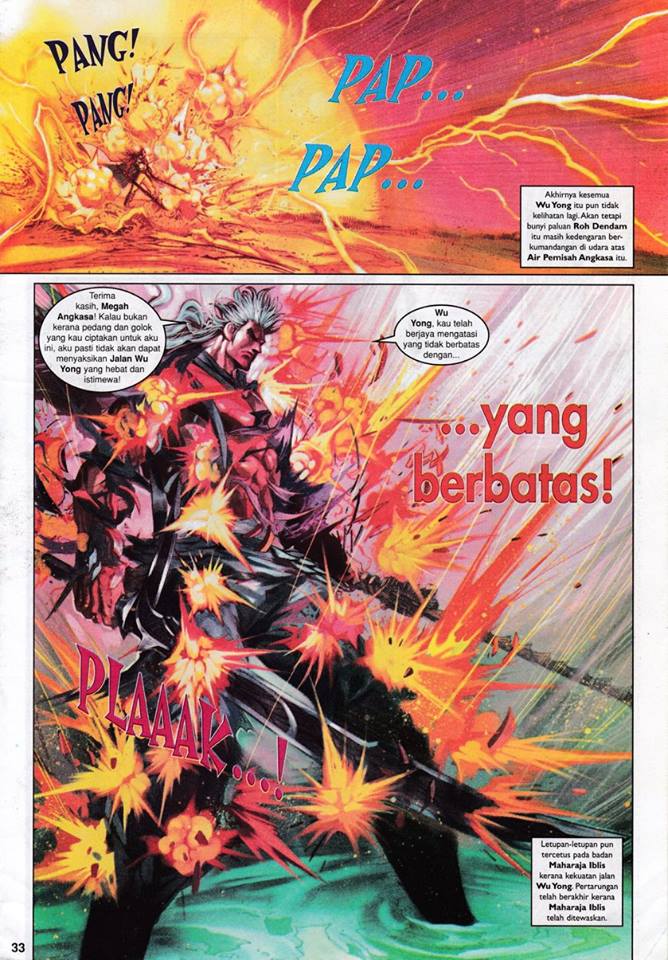 PANG!
PANG!
PAP...
PAP...
Akhirnya kesemua
Wu Yong itu pun tidak
kelihatan lagi. Akan tetapi
bunyi paluan Roh Dendam
itu masih kedengaran ber-
kumandangan di udara atas
Air Pemisah Angkasa itu.
Terima
kasih, Megah
Angkasa! Kalau bukan
kerana pedang dan golok
yang kau ciptakan untuk aku
ini, aku pasti tidak akan dapat
menyaksikan Jalan Wu
Yong yang hebat dan
istimewa!
Wu
Yong, kau telah
berjaya mengatasi
yang tidak berbatas
dengan...
...yang
berbatas!
PLAAAK...!
Letupan-letupan pun
tercetus pada badan
Maharaja Iblis
kerana kekuatan jalan
Wu Yong. Pertarungan
telah berakhir kerana
Maharaja Iblis
telah ditewaskan.
33